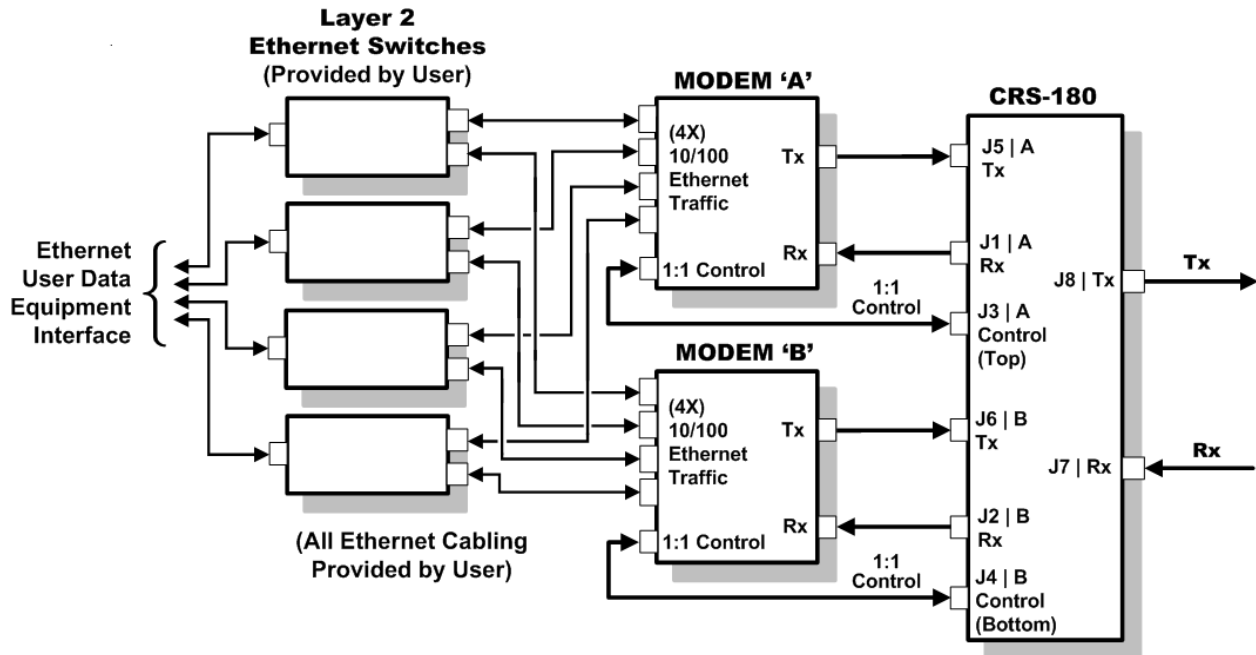 Layer 2
Ethernet Switches
(Provided by User)
Ethernet
User Data
Equipment
Interface
(All Ethernet Cabling
Provided by User)
MODEM ‘A’
(4X)
10/100
Ethernet
Traffic
1:1 Control
Tx
Rx
1:1
Control
MODEM ‘B’
(4X)
10/100
Ethernet
Traffic
1:1 Control
Tx
Rx
1:1
Control
CRS-180
J5 | A
Tx
J1 | A
Rx
J3 | A
Control
(Top)
J6 | B
Tx
J2 | B
Rx
J4 | B
Control
(Bottom)
J8 | Tx
J7 | Rx
Tx
Rx